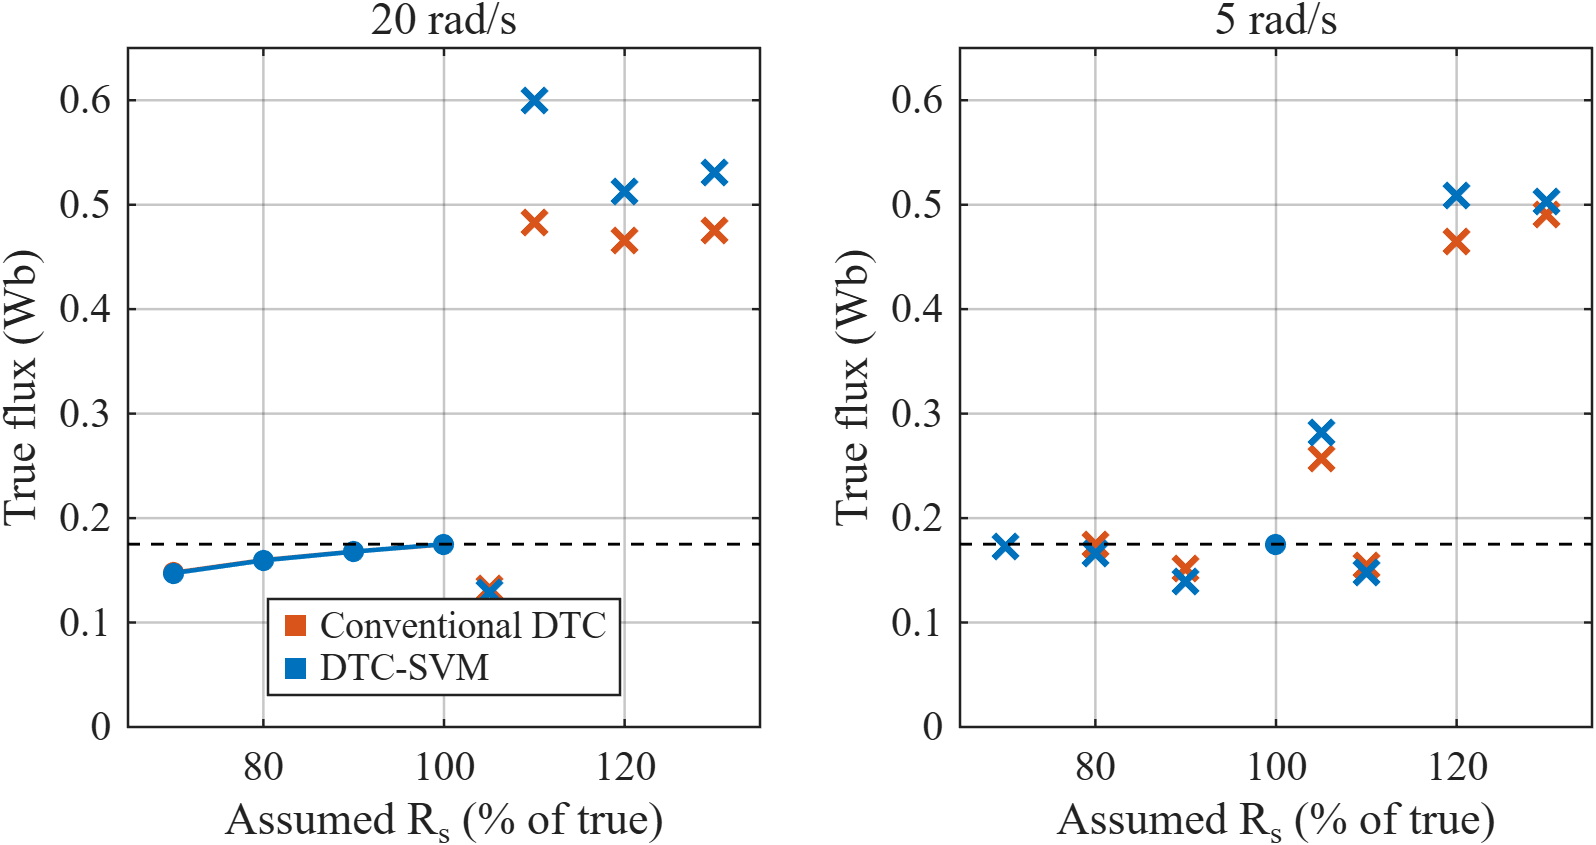 20 rad/s
0.6
0.5
0.4
0.3
0.2
0.1
0
80 100 120
True flux (Wb)
Assumed Rs (% of true)
Conventional DTC
DTC-SVM
5 rad/s
0.6
0.5
0.4
0.3
0.2
0.1
0
80 100 120
True flux (Wb)
Assumed Rs (% of true)